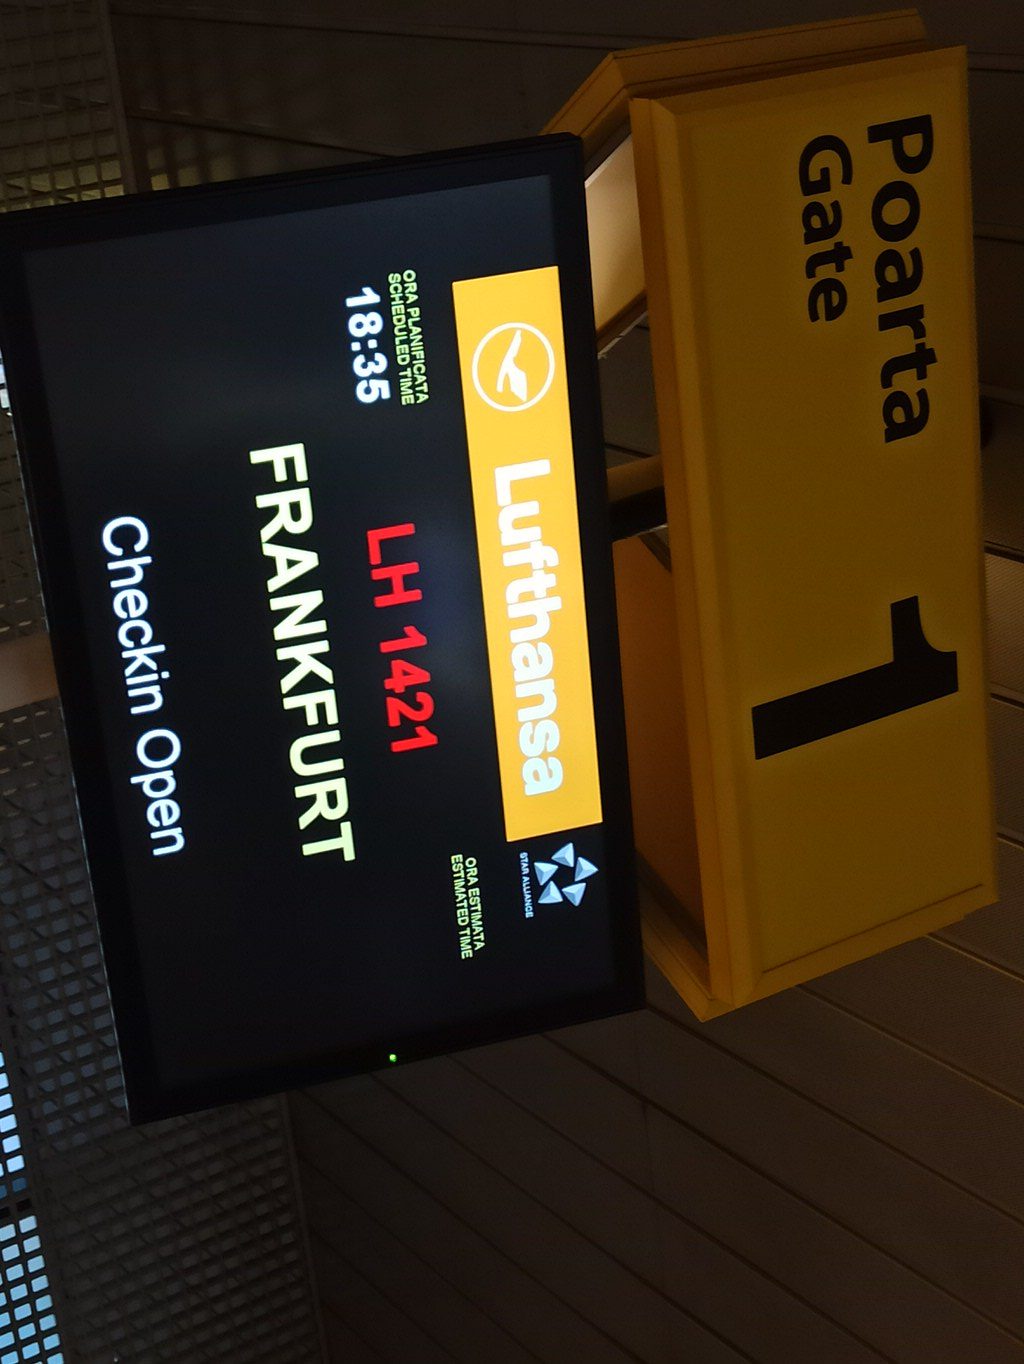 Poarta
Gate
1
Lufthansa
STAR ALLIANCE
ORA PLANIFICATA
SCHEDULED TIME
18:35
LH 1421
ORA ESTIMATA
ESTIMATED TIME
FRANKFURT
Checkin Open